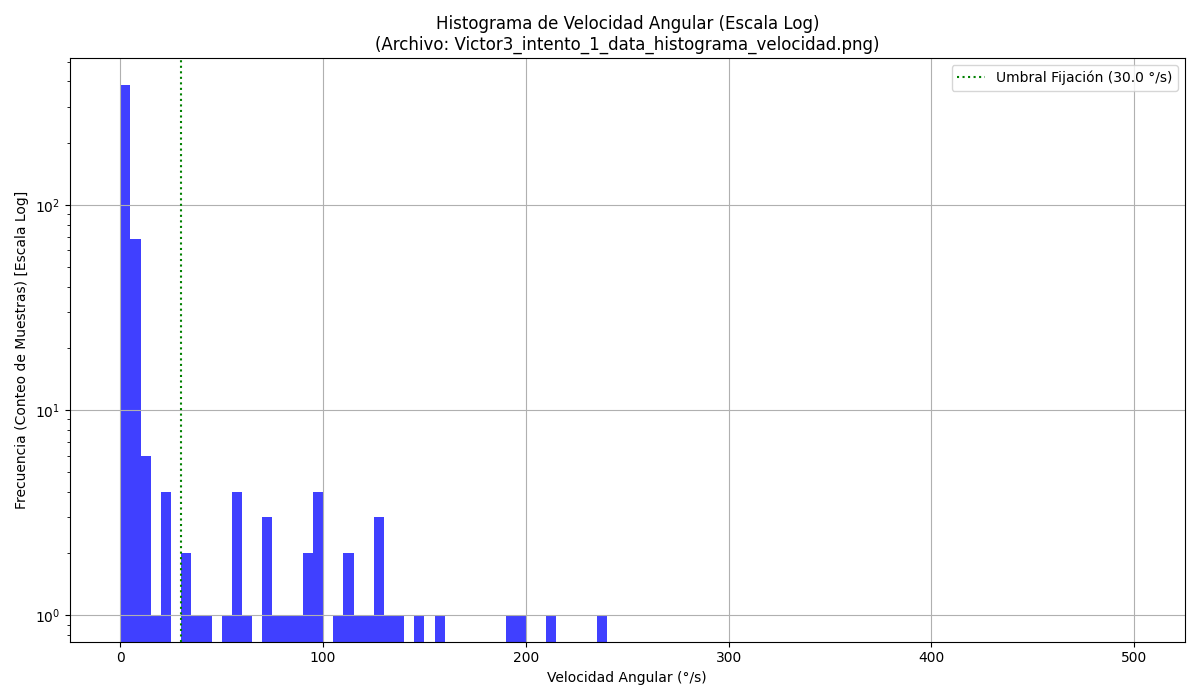 Histograma de Velocidad Angular (Escala Log)
(Archivo: Victor3_intento_1_data_histograma_velocidad.png)
Umbral Fijación (30.0 °/s)
Frecuencia (Conteo de Muestras) [Escala Log]
10²
10¹
10⁰
0 100 200 300 400 500
Velocidad Angular (°/s)